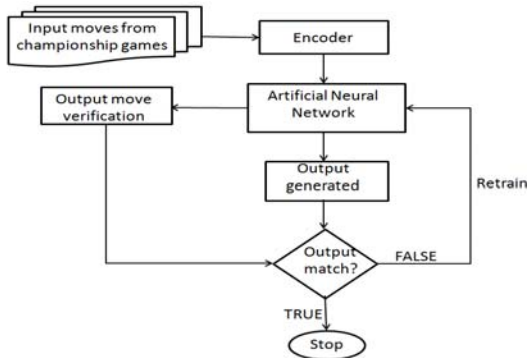 Input moves from
championship games
Encoder
Output move
verification
Artificial Neural
Network
Output
generated
Retrain
Output
match?
FALSE
TRUE
Stop